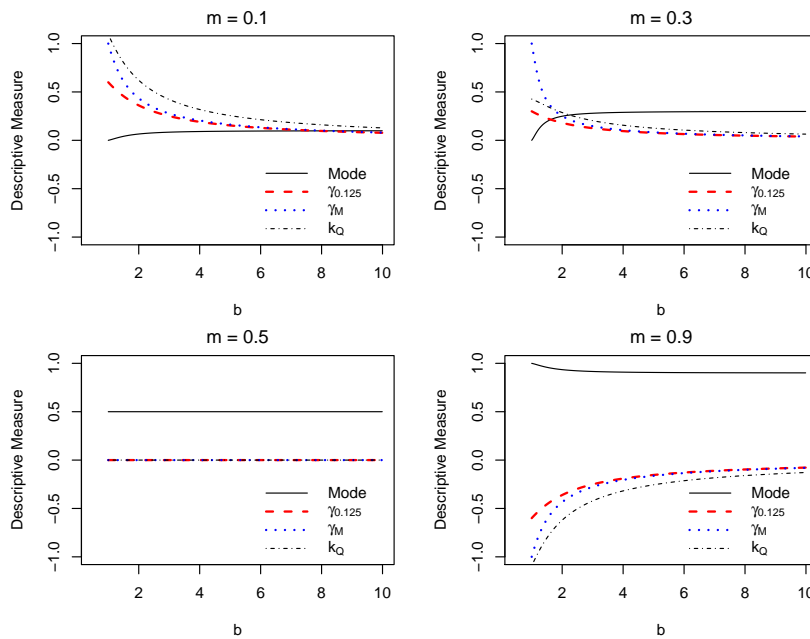 m = 0.1
Descriptive Measure
1.0
0.5
0.0
−0.5
−1.0
Mode
γ0.125
γM
kQ
2 4 6 8 10
b
m = 0.3
Descriptive Measure
1.0
0.5
0.0
−0.5
−1.0
Mode
γ0.125
γM
kQ
2 4 6 8 10
b
m = 0.5
Descriptive Measure
1.0
0.5
0.0
−0.5
−1.0
Mode
γ0.125
γM
kQ
2 4 6 8 10
b
m = 0.9
Descriptive Measure
1.0
0.5
0.0
−0.5
−1.0
Mode
γ0.125
γM
kQ
2 4 6 8 10
b